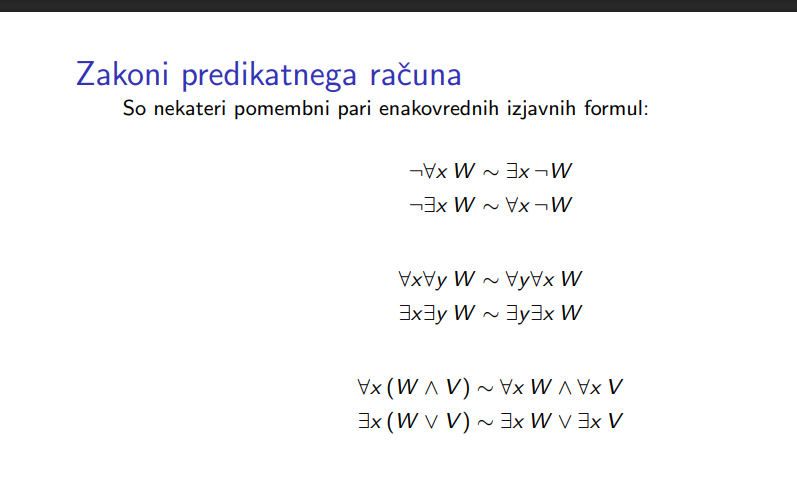 Zakoni predikatnega računa
So nekateri pomembni pari enakovrednih izjavnih formul:
¬∀x W ∼ ∃x ¬W
¬∃x W ∼ ∀x ¬W
∀x∀y W ∼ ∀y∀x W
∃x∃y W ∼ ∃y∃x W
∀x (W ∧ V) ∼ ∀x W ∧ ∀x V
∃x (W ∨ V) ∼ ∃x W ∨ ∃x V